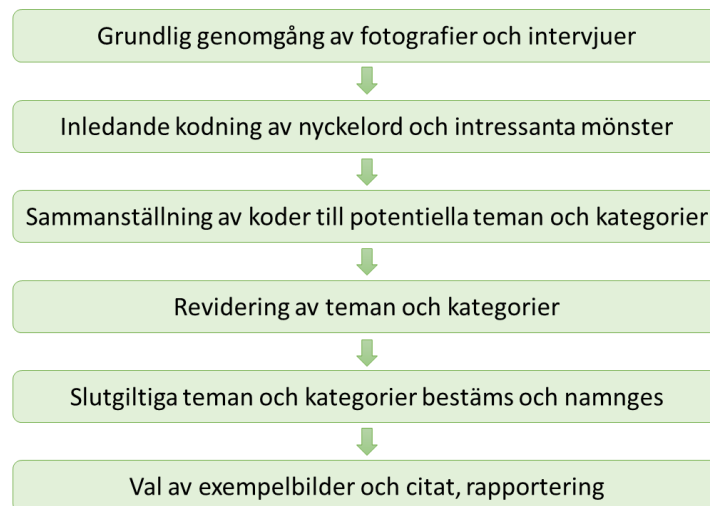 Grundlig genomgång av fotografier och intervjuer
Inledande kodning av nyckelord och intressanta mönster
Sammanställning av koder till potentiella teman och kategorier
Revidering av teman och kategorier
Slutgiltiga teman och kategorier bestäms och namnges
Val av exempelbilder och citat, rapportering